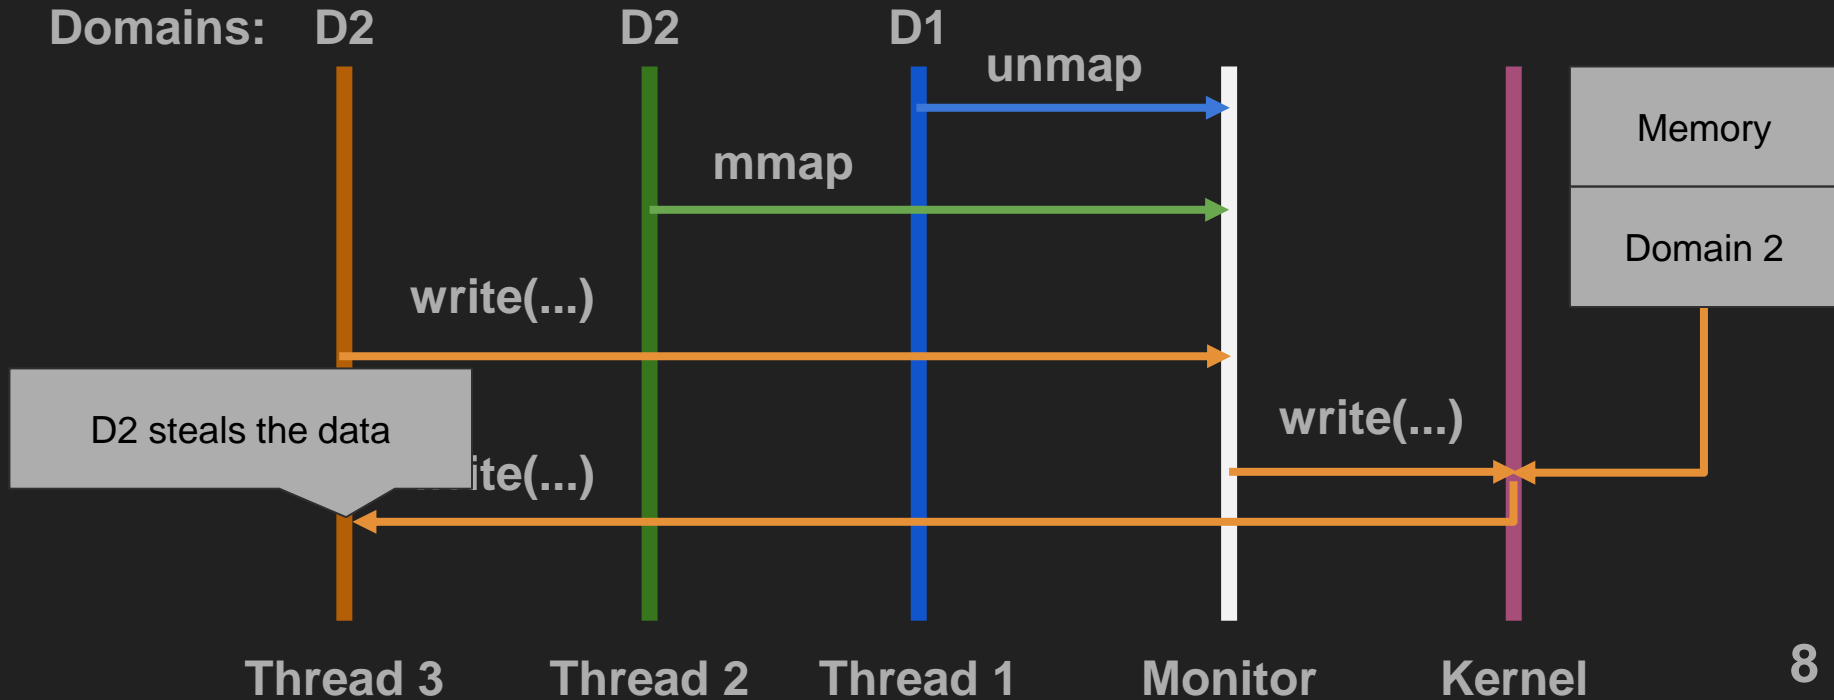 Domains: D2 D2 D1
unmap
Memory
mmap
Domain 2
write(...)
write(...)
D2 steals the data
ite(...)
Thread 3 Thread 2 Thread 1 Monitor Kernel
8